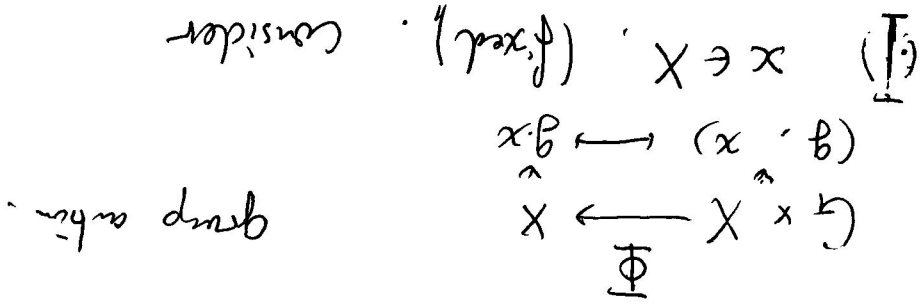 Φ
G × X ⟶ X group action.
(g, x) ⟼ g·x
(I) x ∈ X. (fixed). Consider